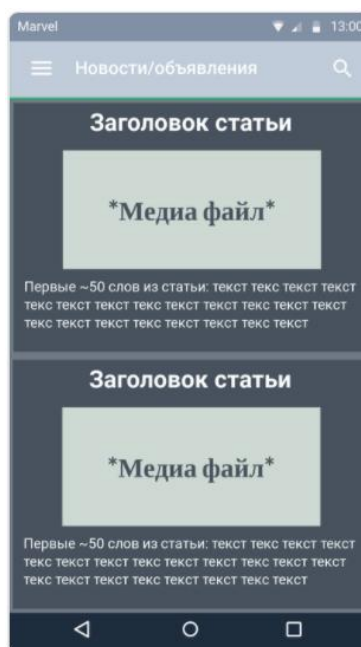 Marvel 13:00
Новости/объявления
Заголовок статьи
*Медиа файл*
Первые ~50 слов из статьи: текст текс текст текст
текс текст текст текс текст текст текс текст текст
текс текст текст текс текст текст текс текст
Заголовок статьи
*Медиа файл*
Первые ~50 слов из статьи: текст текс текст текст
текс текст текст текс текст текст текс текст текст
текс текст текст текс текст текст текс текст